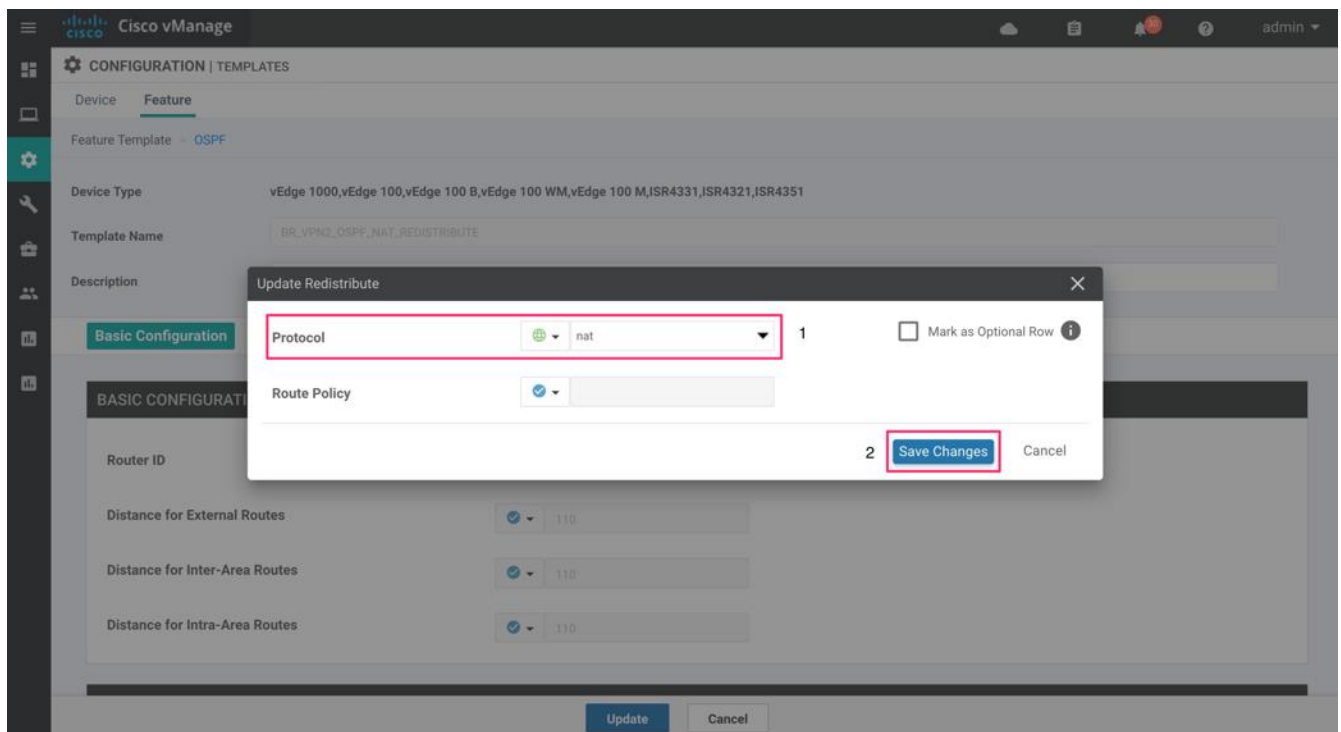 cisco Cisco vManage 30 admin
CONFIGURATION | TEMPLATES
Device Feature
Feature Template OSPF
Device Type vEdge 1000,vEdge 100,vEdge 100 B,vEdge 100 WM,vEdge 100 M,ISR4331,ISR4321,ISR4351
Template Name BR_VPN2_OSPF_NAT_REDISTRIBUTE
Description
Update Redistribute
Basic Configuration
Protocol nat 1 Mark as Optional Row
Route Policy
BASIC CONFIGURATI
2 Save Changes Cancel
Router ID
Distance for External Routes 110
Distance for Inter-Area Routes 110
Distance for Intra-Area Routes 110
Update Cancel